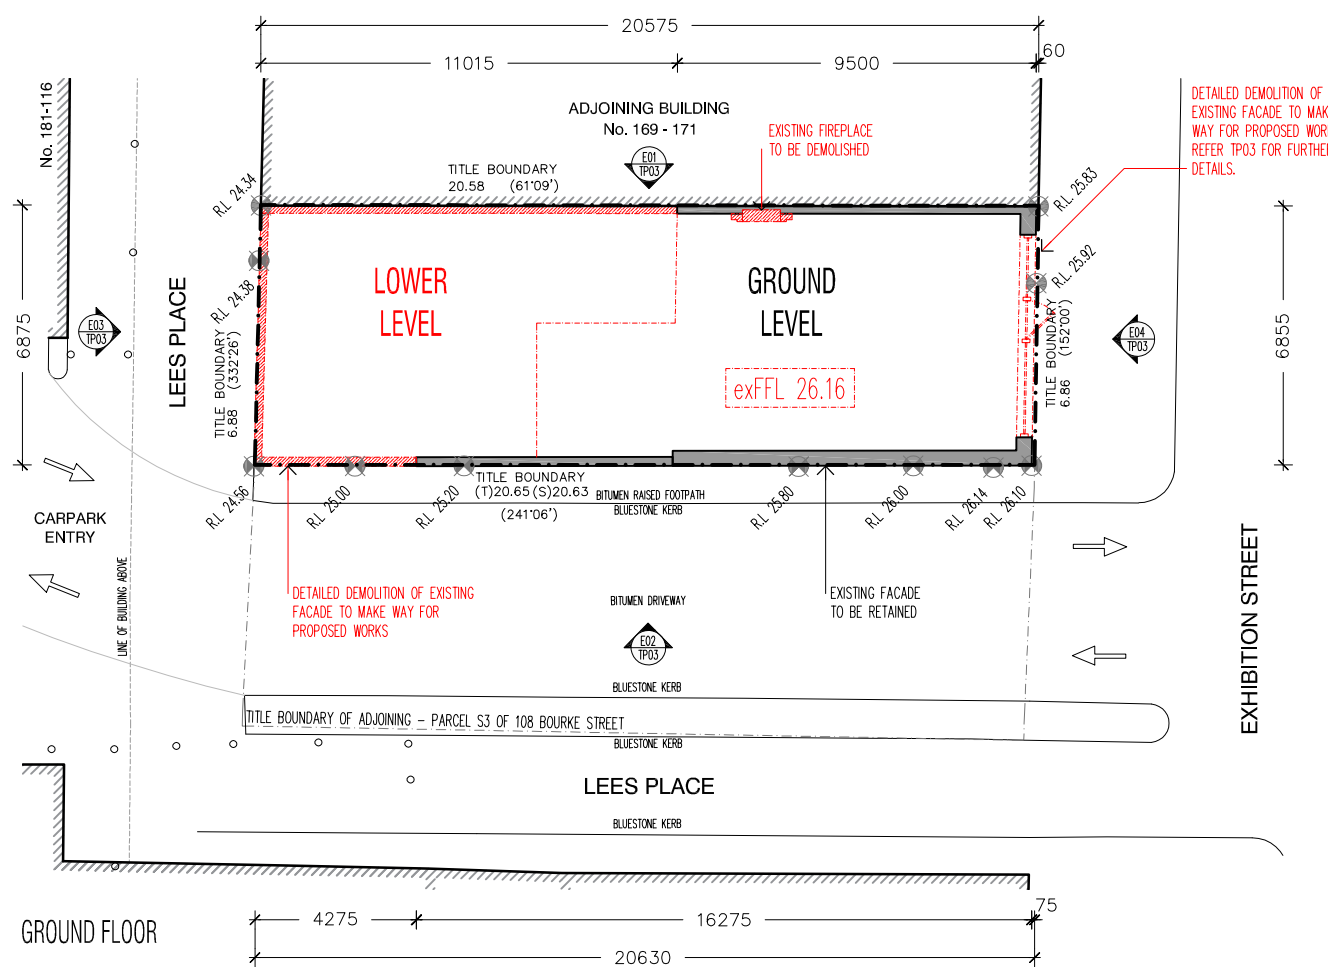 20575
11015
9500
60
No. 181-116
ADJOINING BUILDING
No. 169 - 171
E01
TP03
EXISTING FIREPLACE
TO BE DEMOLISHED
DETAILED DEMOLITION OF
EXISTING FACADE TO MAK
WAY FOR PROPOSED WOR
REFER TP03 FOR FURTHE
DETAILS.
TITLE BOUNDARY
20.58 (61°09')
R.L 24.34
R.L. 25.83
R.L 24.38
R.L. 25.92
6875
LEES PLACE
E03
TP03
TITLE BOUNDARY
6.88 (332°26')
LOWER
LEVEL
GROUND
LEVEL
exFFL 26.16
TITLE BOUNDARY
6.86 (152°00')
E04
TP03
6855
R.L 24.56
R.L 25.00
R.L 25.20
TITLE BOUNDARY
(T)20.65 (S)20.63
(241°06')
BITUMEN RAISED FOOTPATH
BLUESTONE KERB
R.L 25.80
R.L 26.00
R.L 26.14
R.L 26.10
CARPARK
ENTRY
LINE OF BUILDING ABOVE
DETAILED DEMOLITION OF EXISTING
FACADE TO MAKE WAY FOR
PROPOSED WORKS
BITUMEN DRIVEWAY
EXISTING FACADE
TO BE RETAINED
E02
TP03
EXHIBITION STREET
BLUESTONE KERB
TITLE BOUNDARY OF ADJOINING - PARCEL S3 OF 108 BOURKE STREET
BLUESTONE KERB
LEES PLACE
BLUESTONE KERB
GROUND FLOOR
4275
16275
75
20630